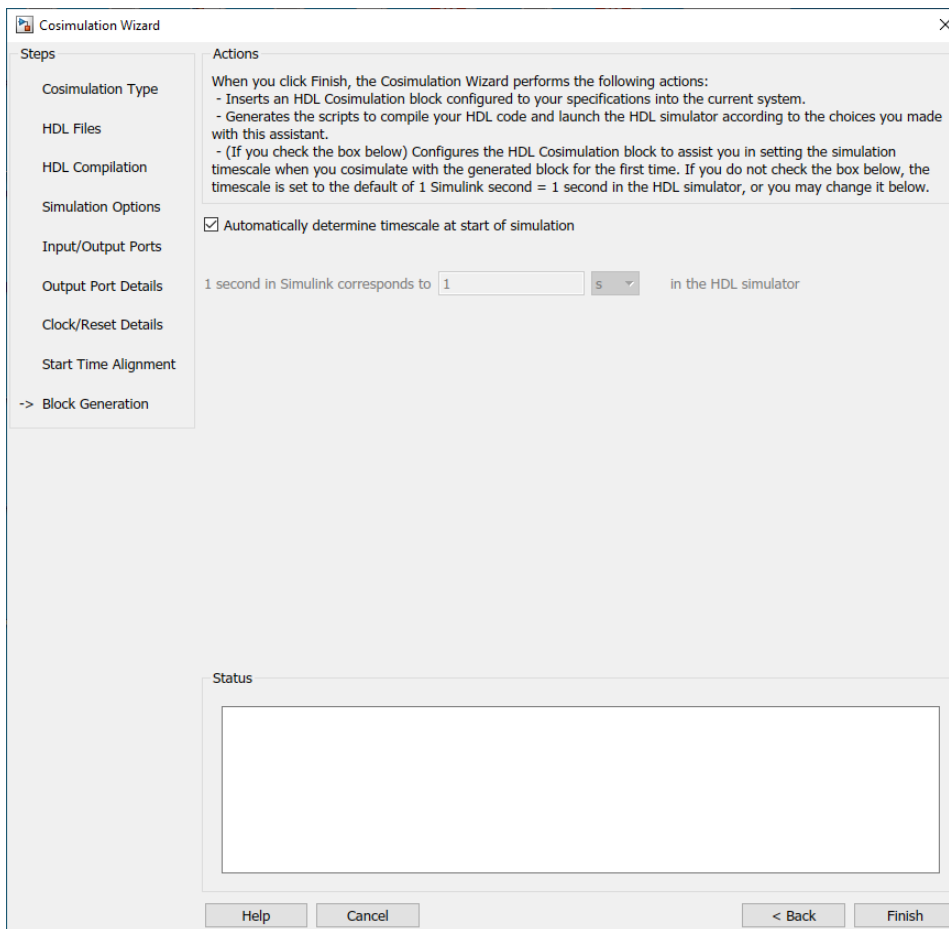 Cosimulation Wizard
Steps
Cosimulation Type
HDL Files
HDL Compilation
Simulation Options
Input/Output Ports
Output Port Details
Clock/Reset Details
Start Time Alignment
-> Block Generation
Actions
When you click Finish, the Cosimulation Wizard performs the following actions:
- Inserts an HDL Cosimulation block configured to your specifications into the current system.
- Generates the scripts to compile your HDL code and launch the HDL simulator according to the choices you made
with this assistant.
- (If you check the box below) Configures the HDL Cosimulation block to assist you in setting the simulation
timescale when you cosimulate with the generated block for the first time. If you do not check the box below, the
timescale is set to the default of 1 Simulink second = 1 second in the HDL simulator, or you may change it below.
Automatically determine timescale at start of simulation
1 second in Simulink corresponds to 1 s in the HDL simulator
Status
Help Cancel < Back Finish